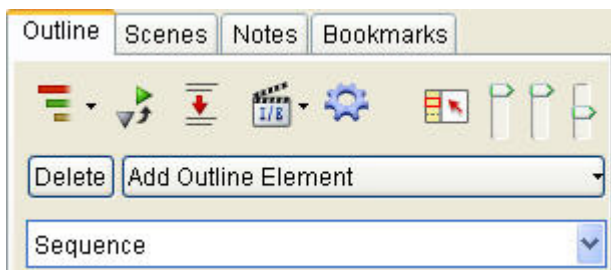 Outline Scenes Notes Bookmarks
I/E
Delete Add Outline Element
Sequence